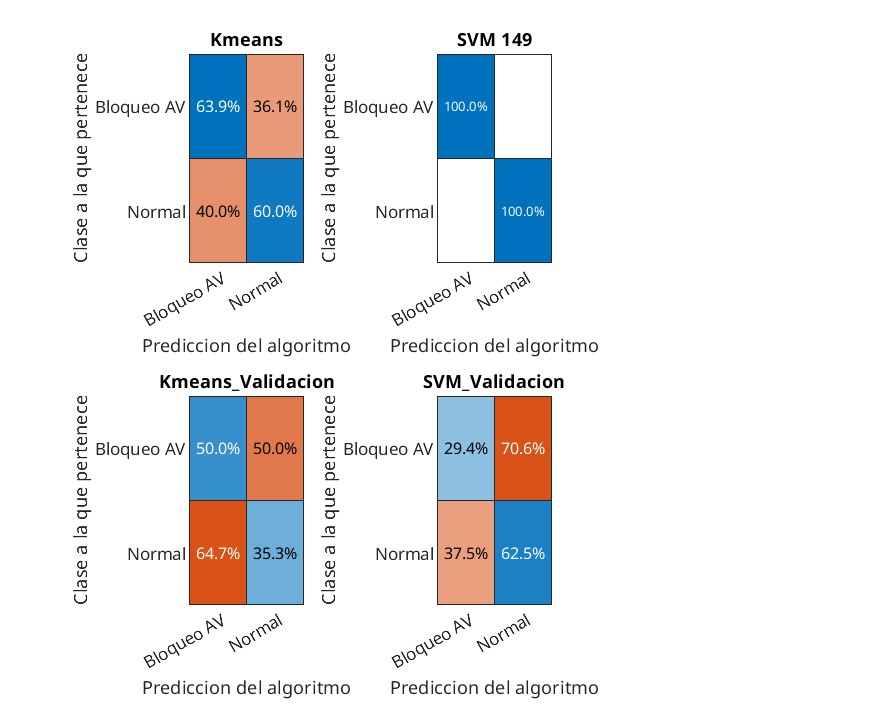 Kmeans
Clase a la que pertenece
Bloqueo AV
63.9%
36.1%
Normal
40.0%
60.0%
Bloqueo AV
Normal
Prediccion del algoritmo
SVM 149
Clase a la que pertenece
Bloqueo AV
100.0%
Normal
100.0%
Bloqueo AV
Normal
Prediccion del algoritmo
Kmeans_Validacion
Clase a la que pertenece
Bloqueo AV
50.0%
50.0%
Normal
64.7%
35.3%
Bloqueo AV
Normal
Prediccion del algoritmo
SVM_Validacion
Clase a la que pertenece
Bloqueo AV
29.4%
70.6%
Normal
37.5%
62.5%
Bloqueo AV
Normal
Prediccion del algoritmo